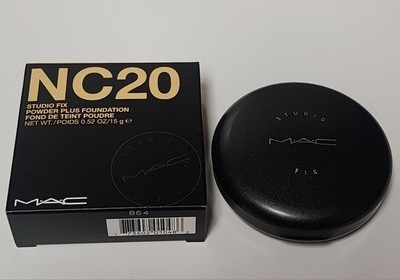 NC20
STUDIO FIX
POWDER PLUS FOUNDATION
FOND DE TEINT POUDRE
NET WT./POIDS 0.52 OZ/15 g ℮
STUDIO
MAC
B64
STUDIO
MAC
FIX